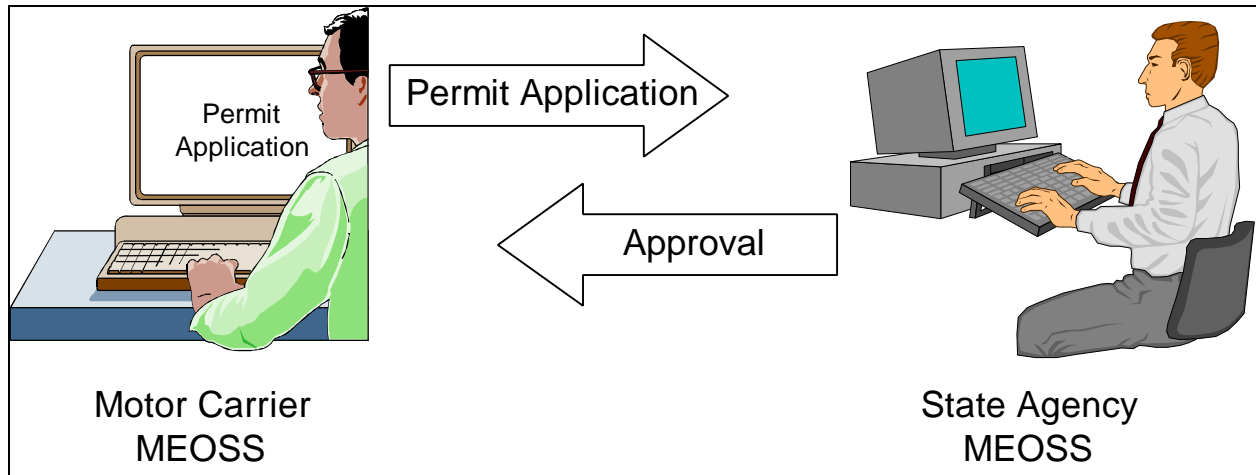 Permit
Application
Permit Application
Approval
Motor Carrier
MEOSS
State Agency
MEOSS